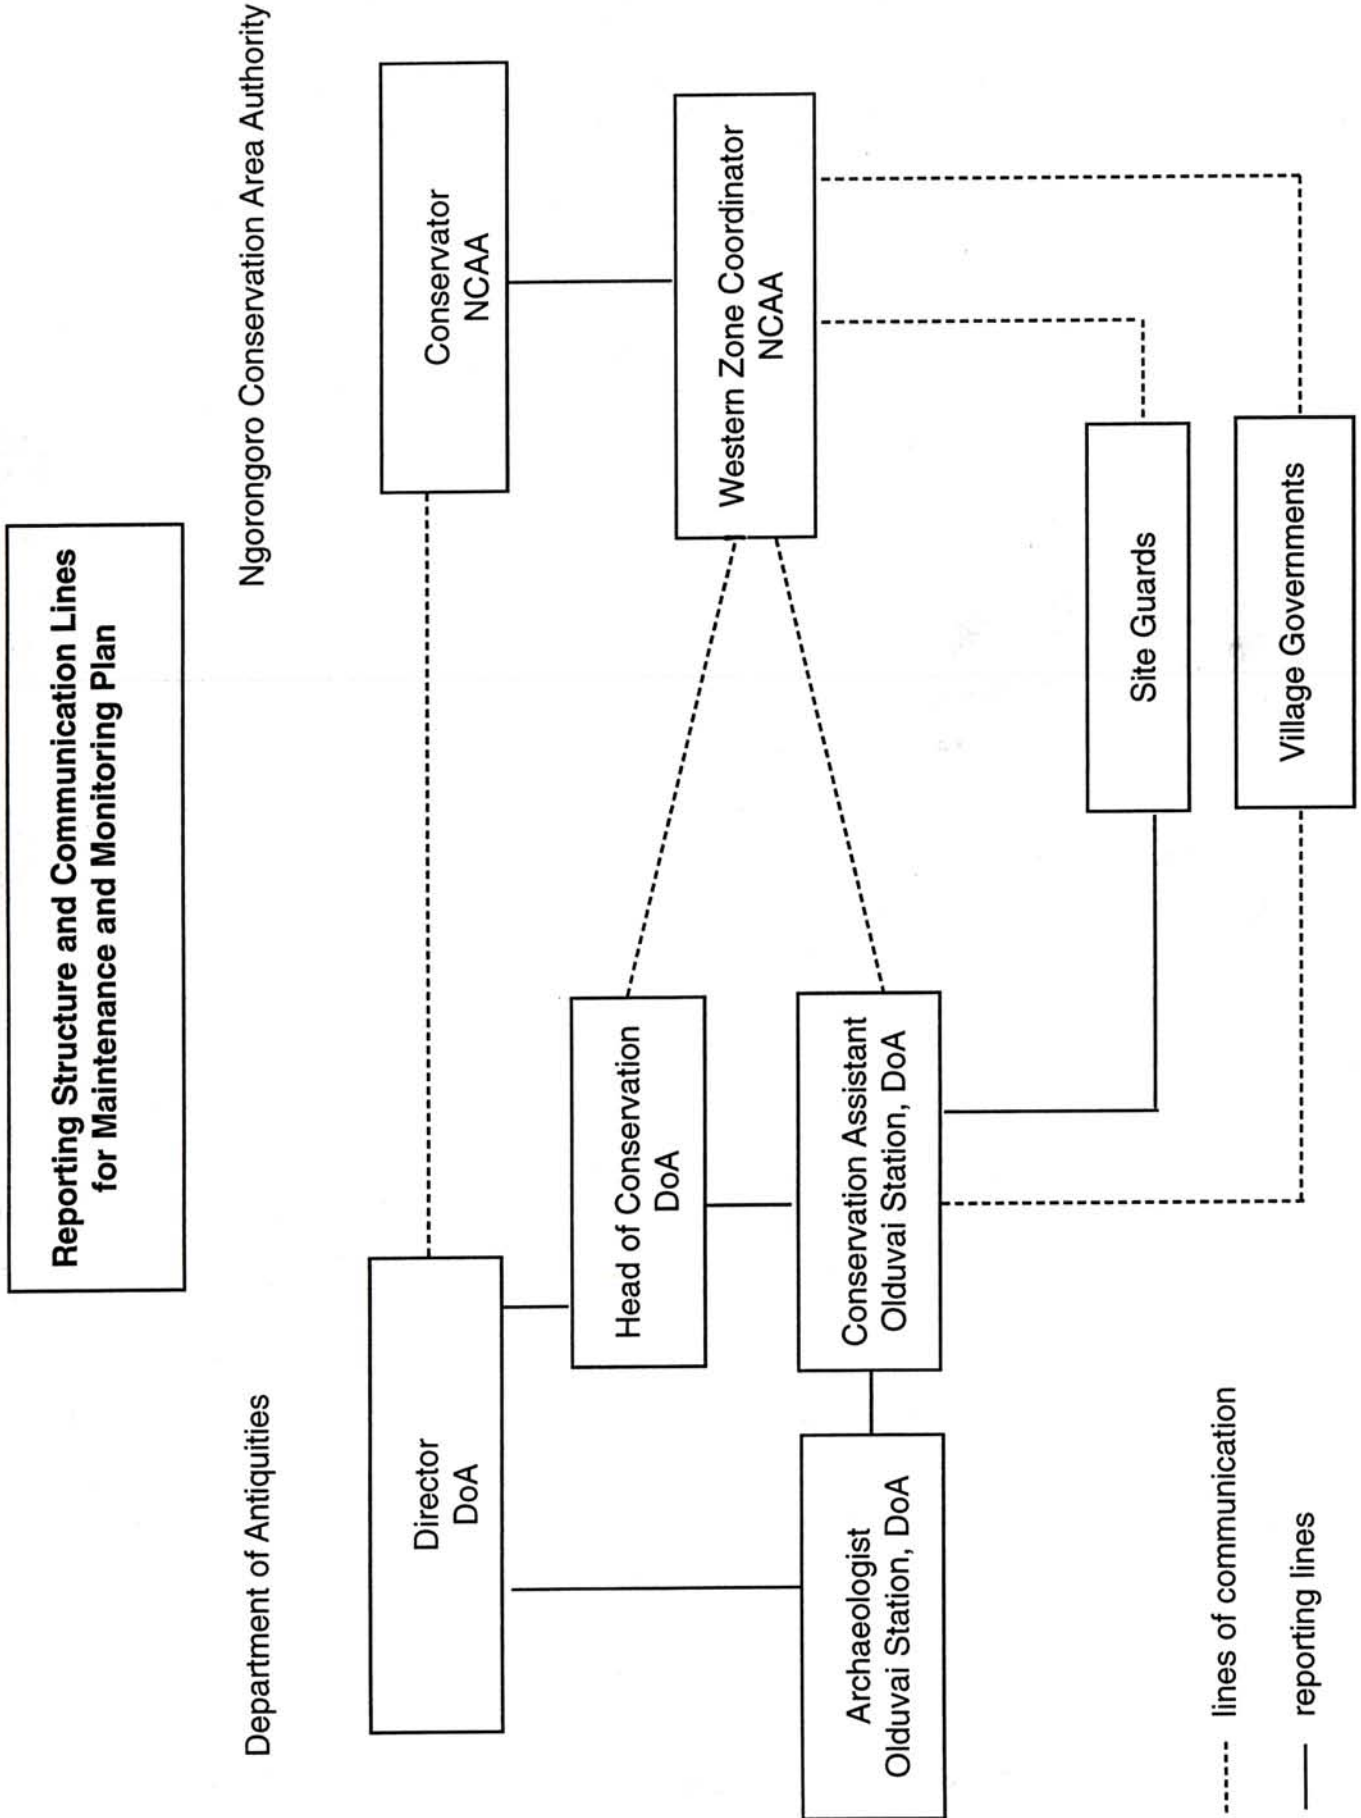 Reporting Structure and Communication Lines
for Maintenance and Monitoring Plan
Department of Antiquities
Ngorongoro Conservation Area Authority
Director
DoA
Conservator
NCAA
Head of Conservation
DoA
Western Zone Coordinator
NCAA
Archaeologist
Olduvai Station, DoA
Conservation Assistant
Olduvai Station, DoA
Site Guards
Village Governments
lines of communication
reporting lines